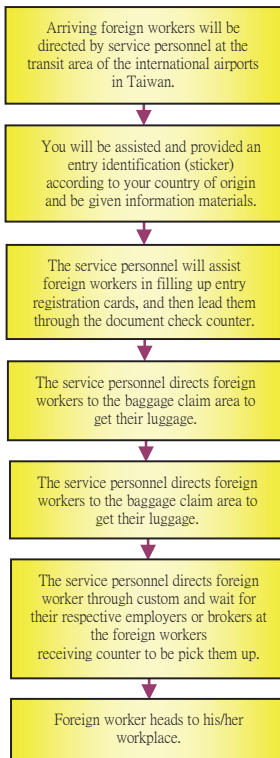 Arriving foreign workers will be
directed by service personnel at the
transit area of the international airports
in Taiwan.
You will be assisted and provided an
entry identification (sticker)
according to your country of origin
and be given information materials.
The service personnel will assist
foreign workers in filling up entry
registration cards, and then lead them
through the document check counter.
The service personnel directs foreign
workers to the baggage claim area to
get their luggage.
The service personnel directs foreign
workers to the baggage claim area to
get their luggage.
The service personnel directs foreign
worker through custom and wait for
their respective employers or brokers at
the foreign workers
receiving counter to be pick them up.
Foreign worker heads to his/her
workplace.